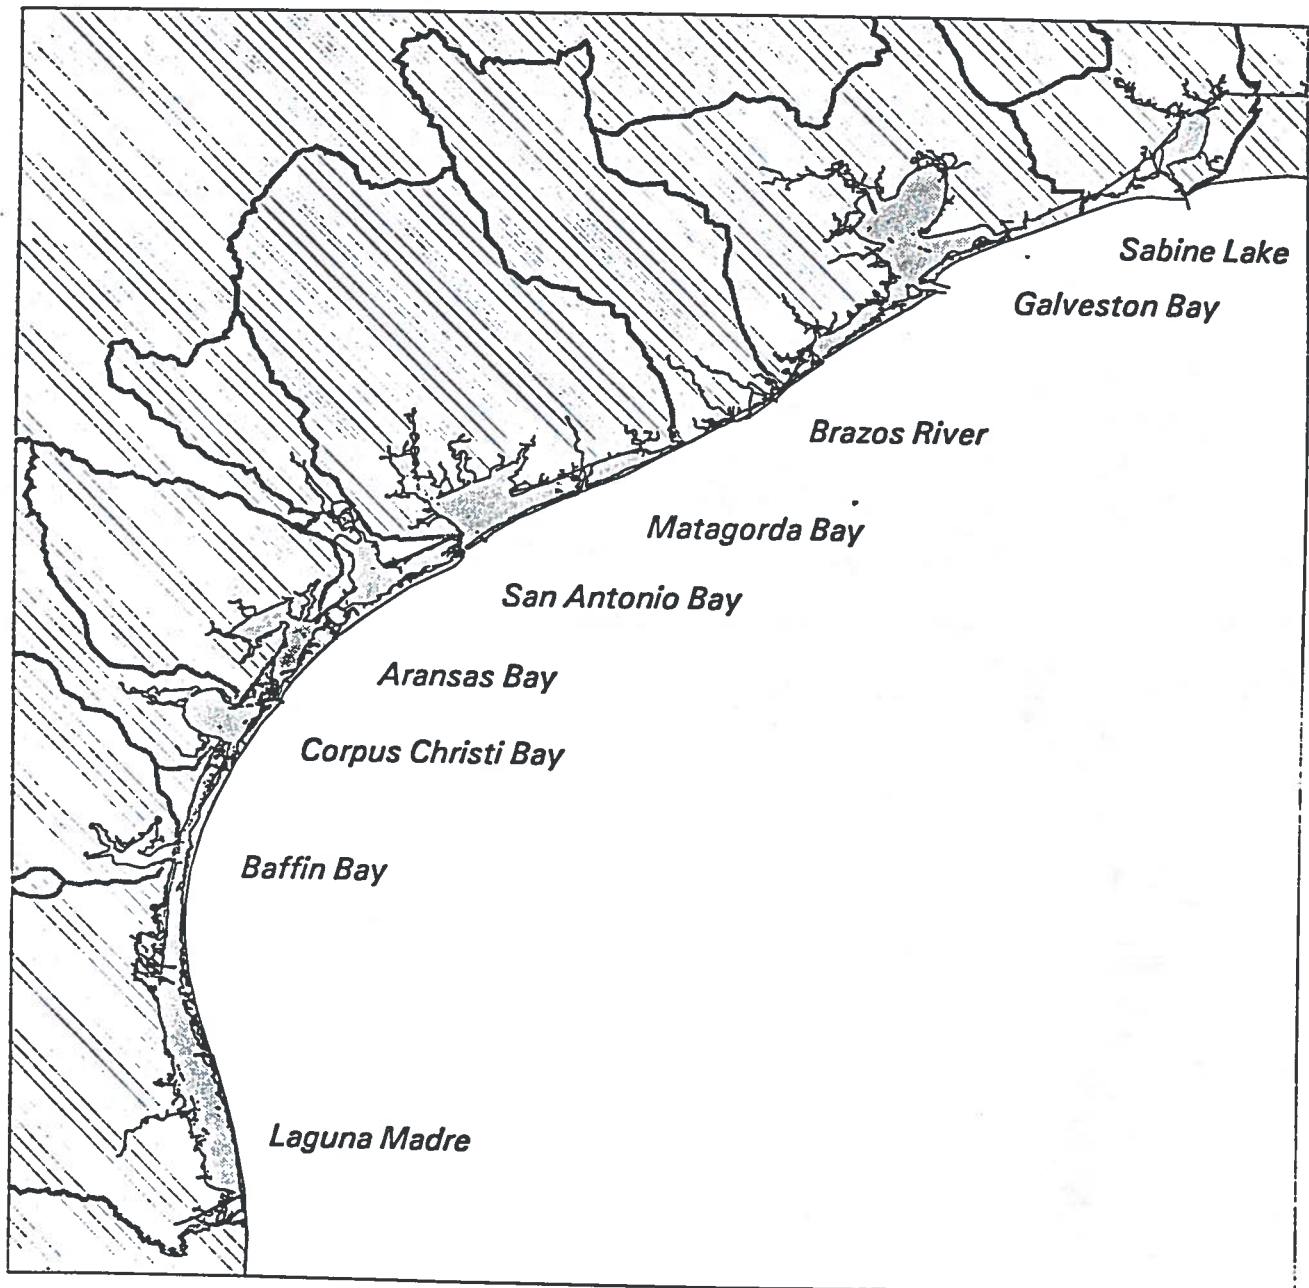 Sabine Lake
Galveston Bay
Brazos River
Matagorda Bay
San Antonio Bay
Aransas Bay
Corpus Christi Bay
Baffin Bay
Laguna Madre